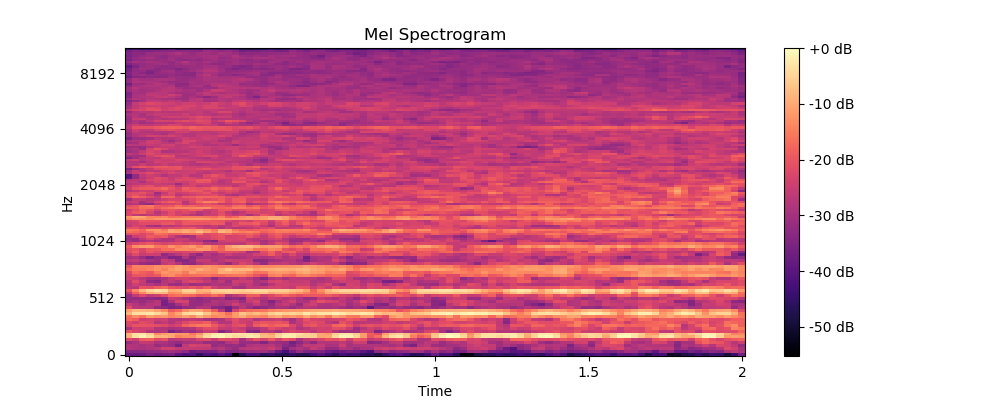 Mel Spectrogram
8192
4096
2048
1024
512
0
Hz
0
0.5
1
1.5
2
Time
+0 dB
-10 dB
-20 dB
-30 dB
-40 dB
-50 dB